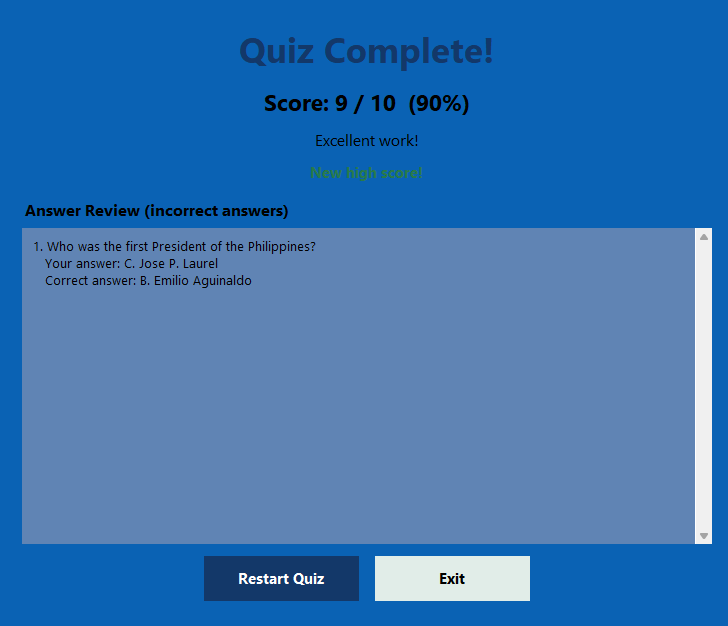 Quiz Complete!
Score: 9 / 10 (90%)
Excellent work!
New high score!
Answer Review (incorrect answers)
1. Who was the first President of the Philippines?
Your answer: C. Jose P. Laurel
Correct answer: B. Emilio Aguinaldo
Restart Quiz
Exit